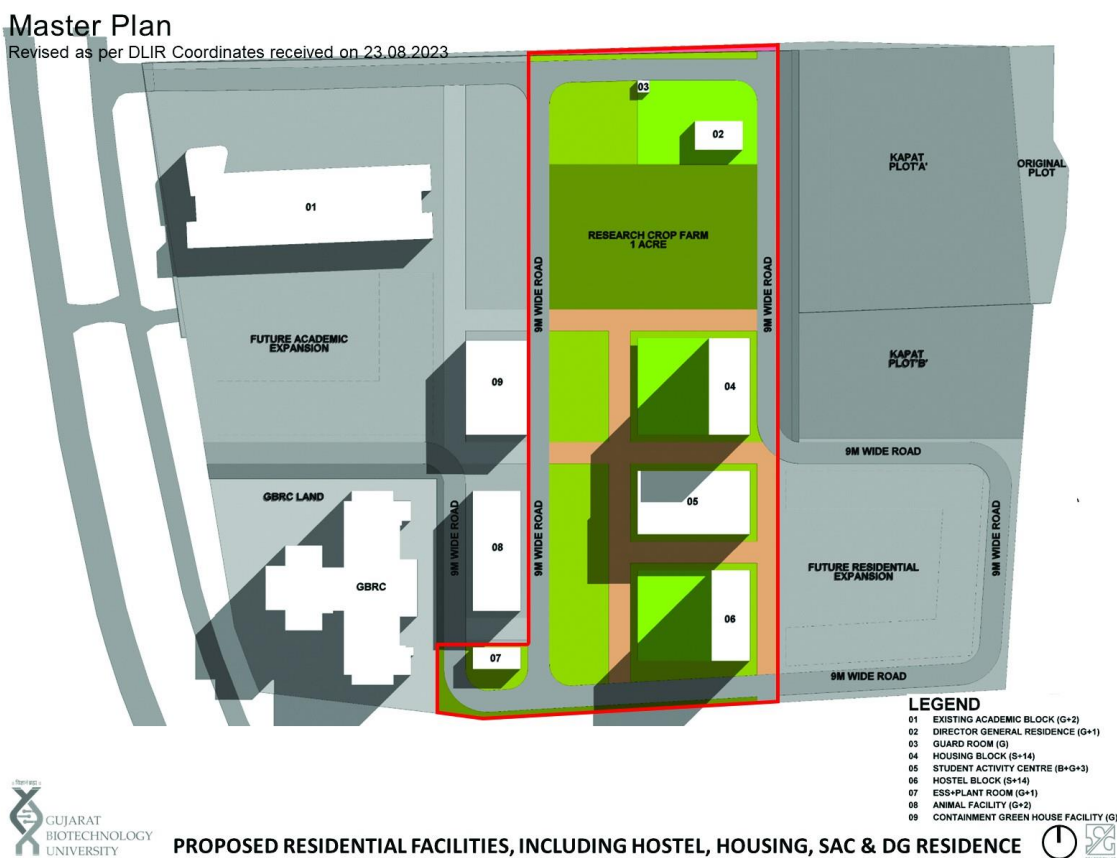 Master Plan
Revised as per DLIR Coordinates received on 23.08.2023
03
02
KAPAT
PLOT'A'
ORIGINAL
PLOT
01
RESEARCH CROP FARM
1 ACRE
9M WIDE ROAD
9M WIDE ROAD
FUTURE ACADEMIC
EXPANSION
KAPAT
PLOT'B'
09
04
9M WIDE ROAD
GBRC LAND
05
9M WIDE ROAD
9M WIDE ROAD
9M WIDE ROAD
08
FUTURE RESIDENTIAL
EXPANSION
GBRC
06
07
9M WIDE ROAD
LEGEND
01 EXISTING ACADEMIC BLOCK (G+2)
02 DIRECTOR GENERAL RESIDENCE (G+1)
03 GUARD ROOM (G)
04 HOUSING BLOCK (S+14)
05 STUDENT ACTIVITY CENTRE (B+G+3)
06 HOSTEL BLOCK (S+14)
07 ESS+PLANT ROOM (G+1)
08 ANIMAL FACILITY (G+2)
09 CONTAINMENT GREEN HOUSE FACILITY (G)
GUJARAT
BIOTECHNOLOGY
UNIVERSITY
PROPOSED RESIDENTIAL FACILITIES, INCLUDING HOSTEL, HOUSING, SAC & DG RESIDENCE